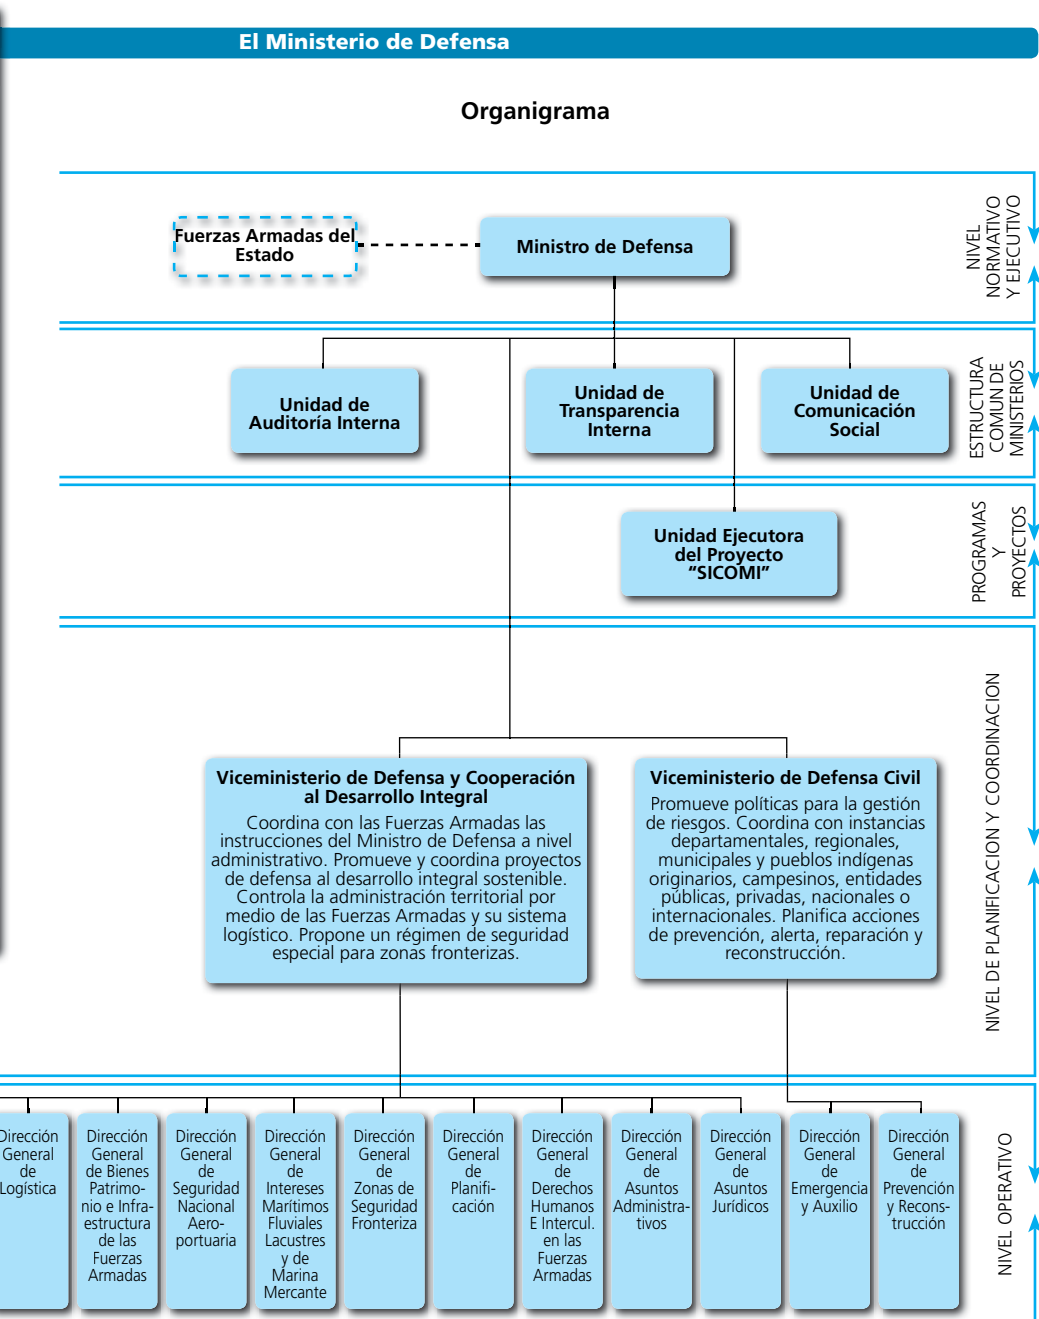 El Ministerio de Defensa
Organigrama
Fuerzas Armadas del
Estado
Ministro de Defensa
NIVEL
NORMATIVO
Y EJECUTIVO
Unidad de
Auditoría Interna
Unidad de
Transparencia
Interna
Unidad de
Comunicación
Social
ESTRUCTURA
COMUN DE
MINISTERIOS
Unidad Ejecutora
del Proyecto
“SICOMI”
PROGRAMAS
Y
PROYECTOS
Viceministerio de Defensa y Cooperación
al Desarrollo Integral
Coordina con las Fuerzas Armadas las
instrucciones del Ministro de Defensa a nivel
administrativo. Promueve y coordina proyectos
de defensa al desarrollo integral sostenible.
Controla la administración territorial por
medio de las Fuerzas Armadas y su sistema
logístico. Propone un régimen de seguridad
especial para zonas fronterizas.
Viceministerio de Defensa Civil
Promueve políticas para la gestión
de riesgos. Coordina con instancias
departamentales, regionales,
municipales y pueblos indígenas
originarios, campesinos, entidades
públicas, privadas, nacionales o
internacionales. Planifica acciones
de prevención, alerta, reparación y
reconstrucción.
NIVEL DE PLANIFICACION Y COORDINACION
Dirección
General
de
Logística
Dirección
General
de Bienes
Patrimo-
nio e Infra-
estructura
de las
Fuerzas
Armadas
Dirección
General
de
Seguridad
Nacional
Aero-
portuaria
Dirección
General
de
Intereses
Marítimos
Fluviales
Lacustres
y de
Marina
Mercante
Dirección
General
de
Zonas de
Seguridad
Fronteriza
Dirección
General
de
Planifi-
cación
Dirección
General
de
Derechos
Humanos
E Intercul.
en las
Fuerzas
Armadas
Dirección
General
de
Asuntos
Administra-
tivos
Dirección
General
de
Asuntos
Jurídicos
Dirección
General
de
Emergencia
y Auxilio
Dirección
General
de
Prevención
y Recons-
trucción
NIVEL OPERATIVO